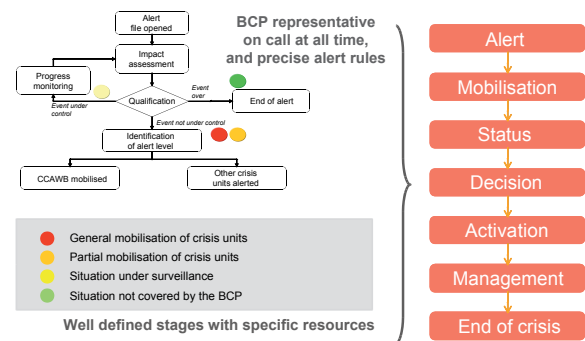 Alert
file opened
BCP representative
on call at all time,
and precise alert rules
Impact
assessment
Progress
monitoring
Event under
control
Qualification
Event
over
End of alert
Event not under control
Identification
of alert level
CCAWB mobilised
Other crisis
units alerted
General mobilisation of crisis units
Partial mobilisation of crisis units
Situation under surveillance
Situation not covered by the BCP
Well defined stages with specific resources
Alert
Mobilisation
Status
Decision
Activation
Management
End of crisis